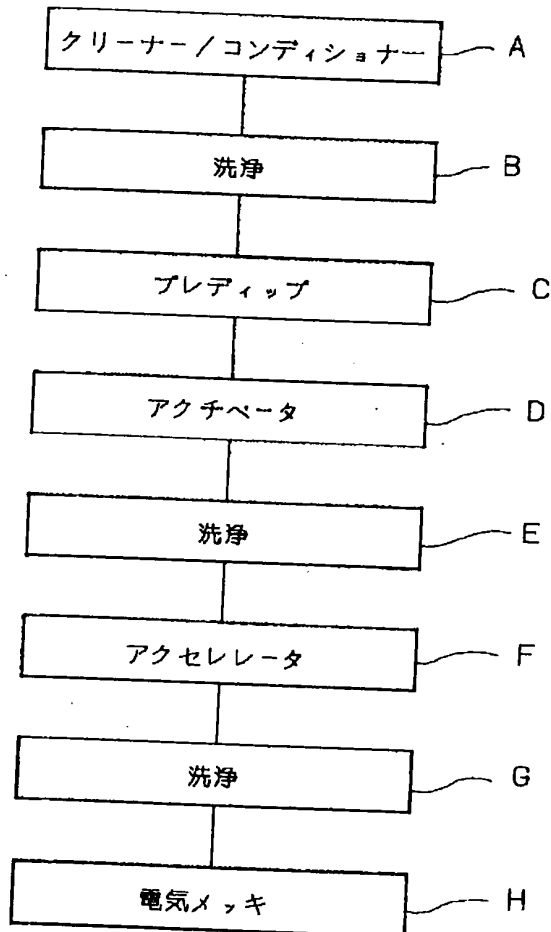 クリーナー/コンディショナー A
洗浄 B
プレディップ C
アクチベータ D
洗浄 E
アクセレレータ F
洗浄 G
電気メッキ H